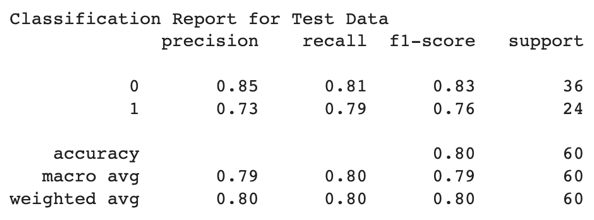 Classification Report for Test Data
precision recall f1-score support
0 0.85 0.81 0.83 36
1 0.73 0.79 0.76 24
accuracy 0.80 60
macro avg 0.79 0.80 0.79 60
weighted avg 0.80 0.80 0.80 60